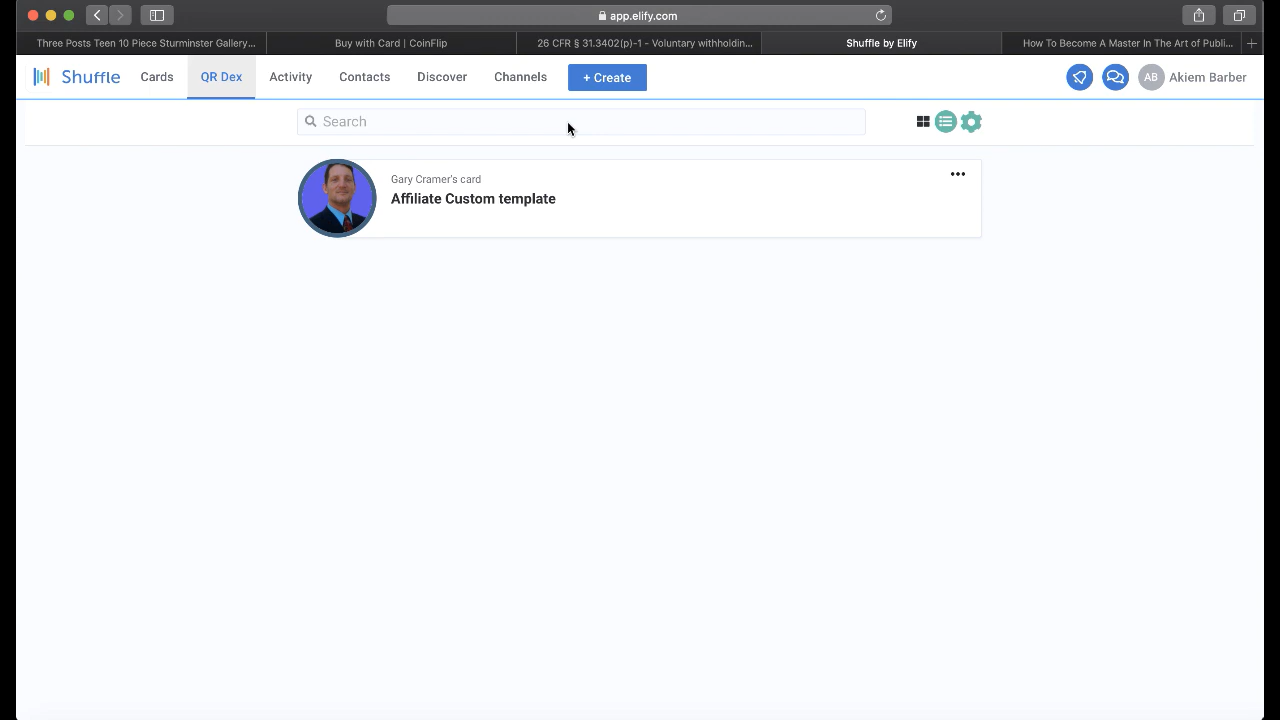 app.elify.com
Three Posts Teen 10 Piece Sturminster Gallery...
Buy with Card | CoinFlip
26 CFR § 31.3402(p)-1 - Voluntary withholdin...
Shuffle by Elify
How To Become A Master In The Art of Publi...
Shuffle
Cards
QR Dex
Activity
Contacts
Discover
Channels
+ Create
AB
Akiem Barber
Search
Gary Cramer's card
Affiliate Custom template